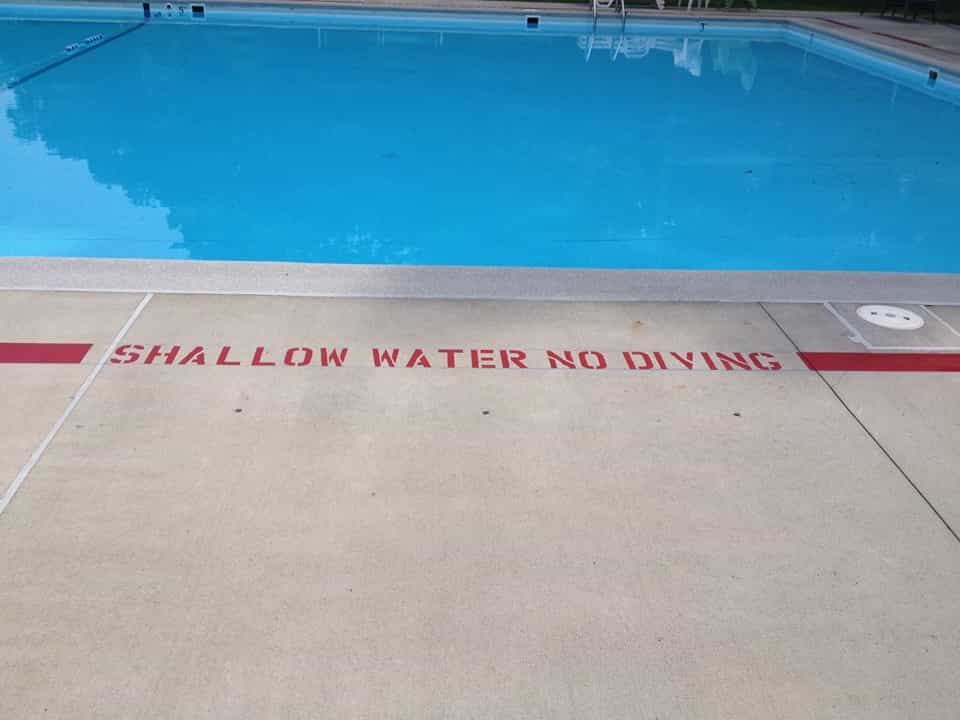 SHALLOW WATER NO DIVING